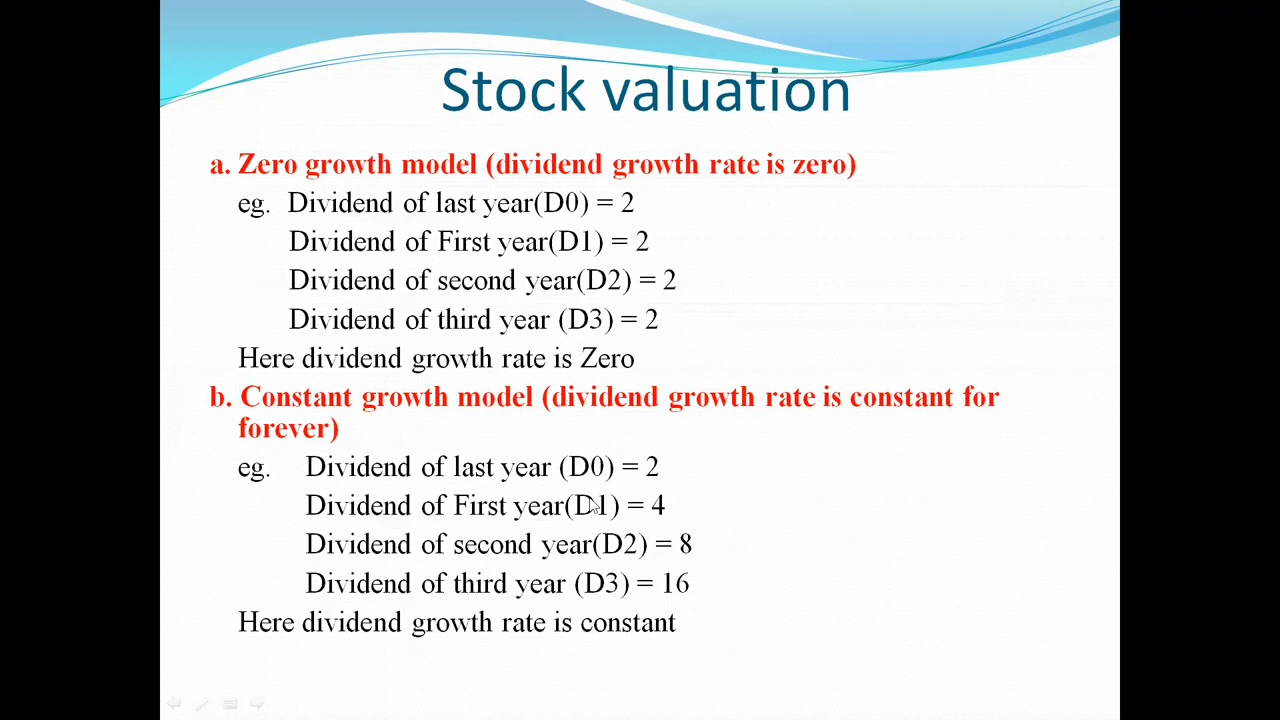 Stock valuation
a. Zero growth model (dividend growth rate is zero)
eg. Dividend of last year(D0) = 2
Dividend of First year(D1) = 2
Dividend of second year(D2) = 2
Dividend of third year (D3) = 2
Here dividend growth rate is Zero
b. Constant growth model (dividend growth rate is constant for
forever)
eg. Dividend of last year (D0) = 2
Dividend of First year(D1) = 4
Dividend of second year(D2) = 8
Dividend of third year (D3) = 16
Here dividend growth rate is constant